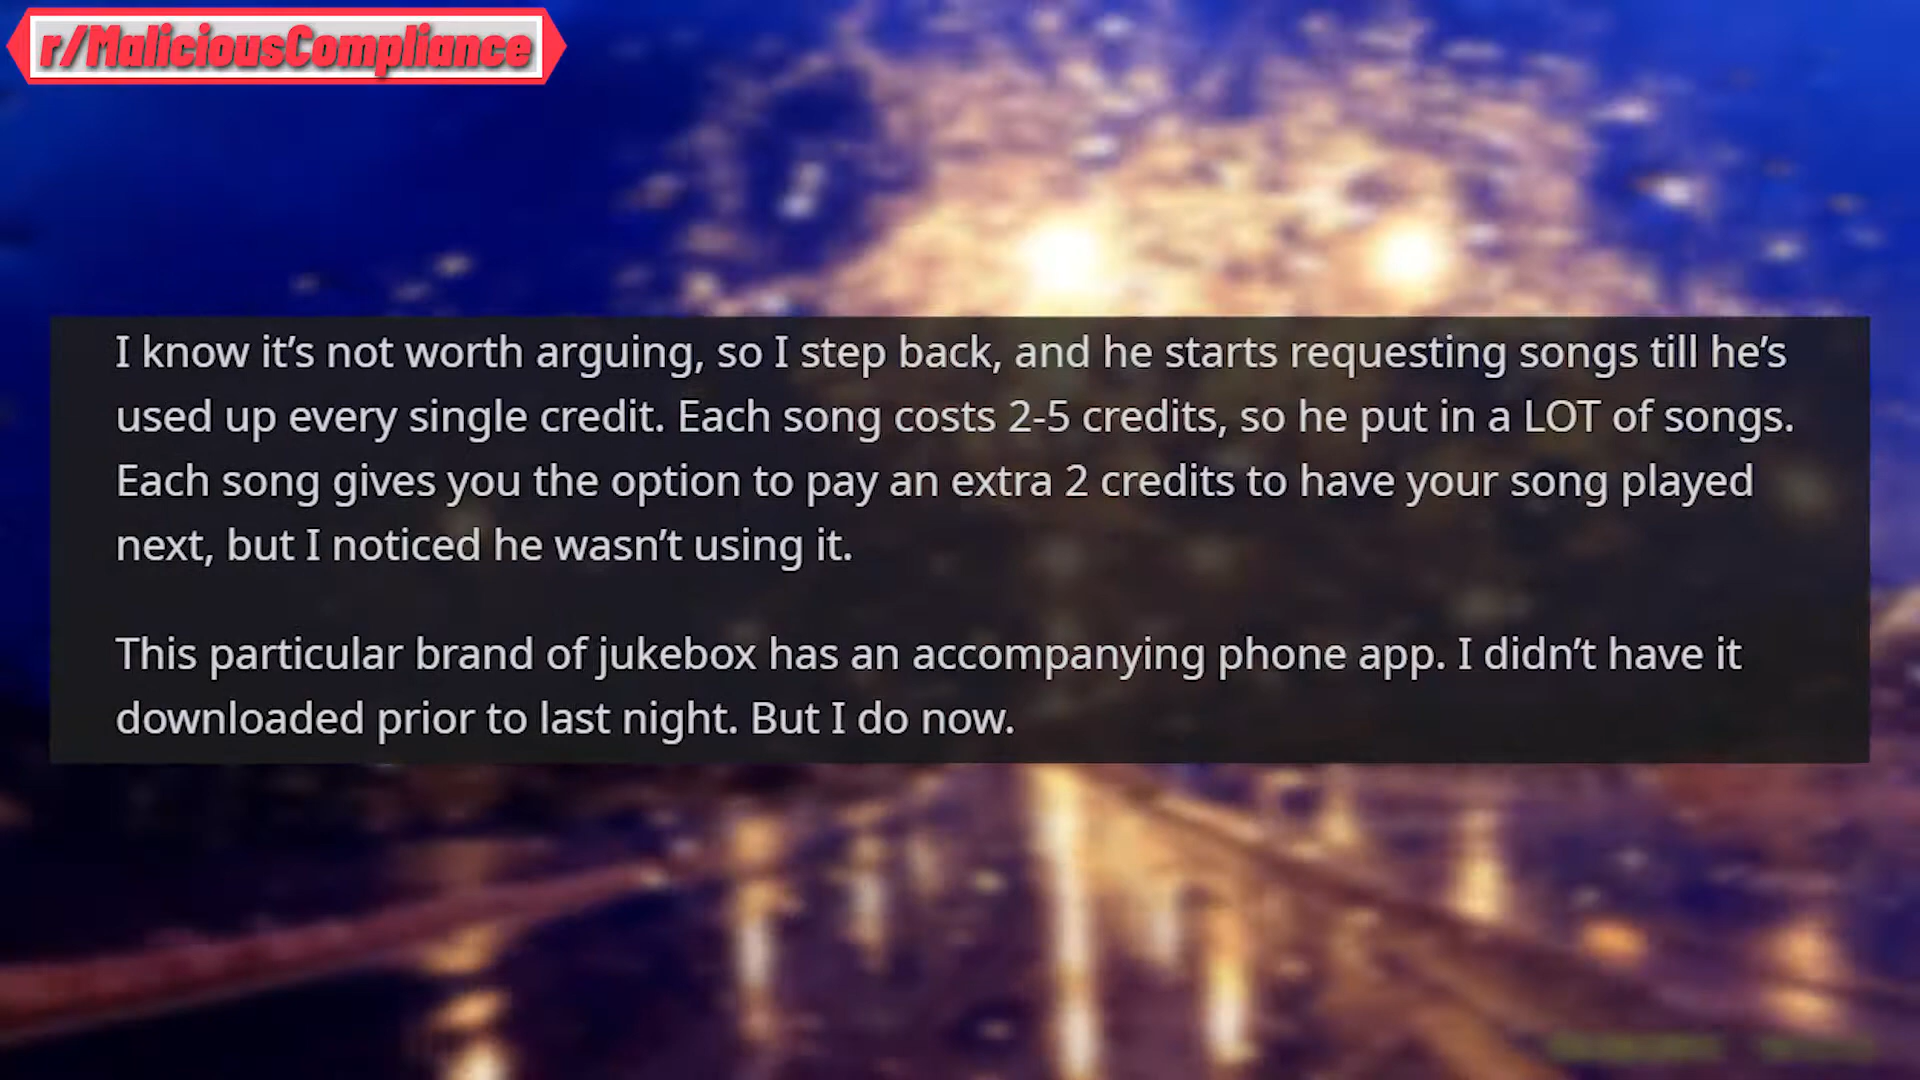 r/MaliciousCompliance
I know it’s not worth arguing, so I step back, and he starts requesting songs till he’s
used up every single credit. Each song costs 2-5 credits, so he put in a LOT of songs.
Each song gives you the option to pay an extra 2 credits to have your song played
next, but I noticed he wasn’t using it.
This particular brand of jukebox has an accompanying phone app. I didn’t have it
downloaded prior to last night. But I do now.